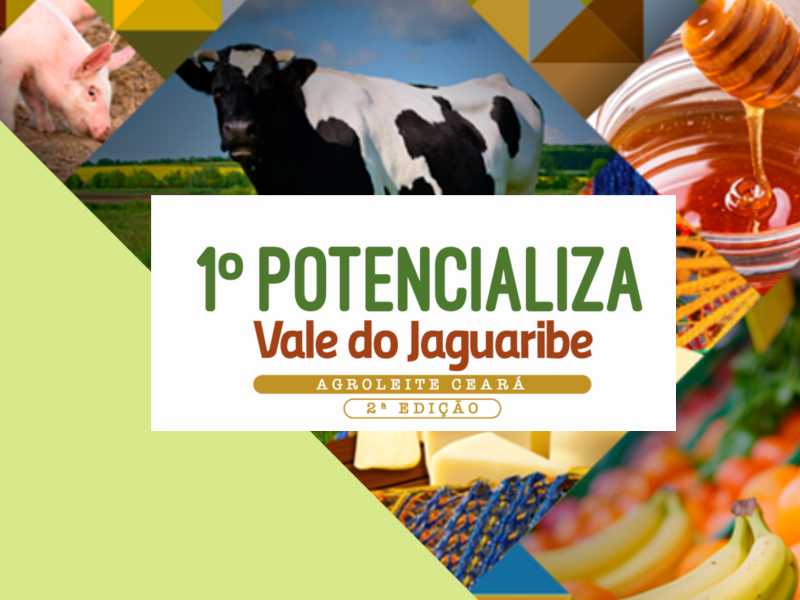 1º POTENCIALIZA
Vale do Jaguaribe
AGROLEITE CEARÁ
2ª EDIÇÃO